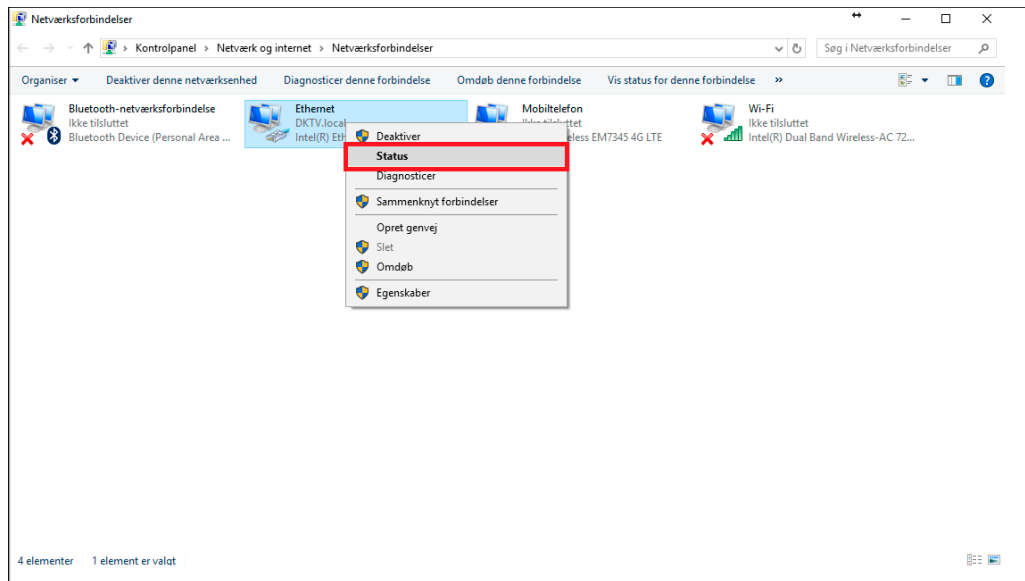 Netværksforbindelser
Kontrolpanel > Netværk og internet > Netværksforbindelser
Søg i Netværksforbindelser
Organiser Deaktiver denne netværksenhed Diagnosticer denne forbindelse Omdøb denne forbindelse Vis status for denne forbindelse »
Bluetooth-netværksforbindelse
Ikke tilsluttet
Bluetooth Device (Personal Area ...
Ethernet
DKTV.local
Intel(R) Eth
Mobiltelefon
Ikke tilsluttet
eless EM7345 4G LTE
Wi-Fi
Ikke tilsluttet
Intel(R) Dual Band Wireless-AC 72...
Deaktiver
Status
Diagnosticer
Sammenknyt forbindelser
Opret genvej
Slet
Omdøb
Egenskaber
4 elementer 1 element er valgt